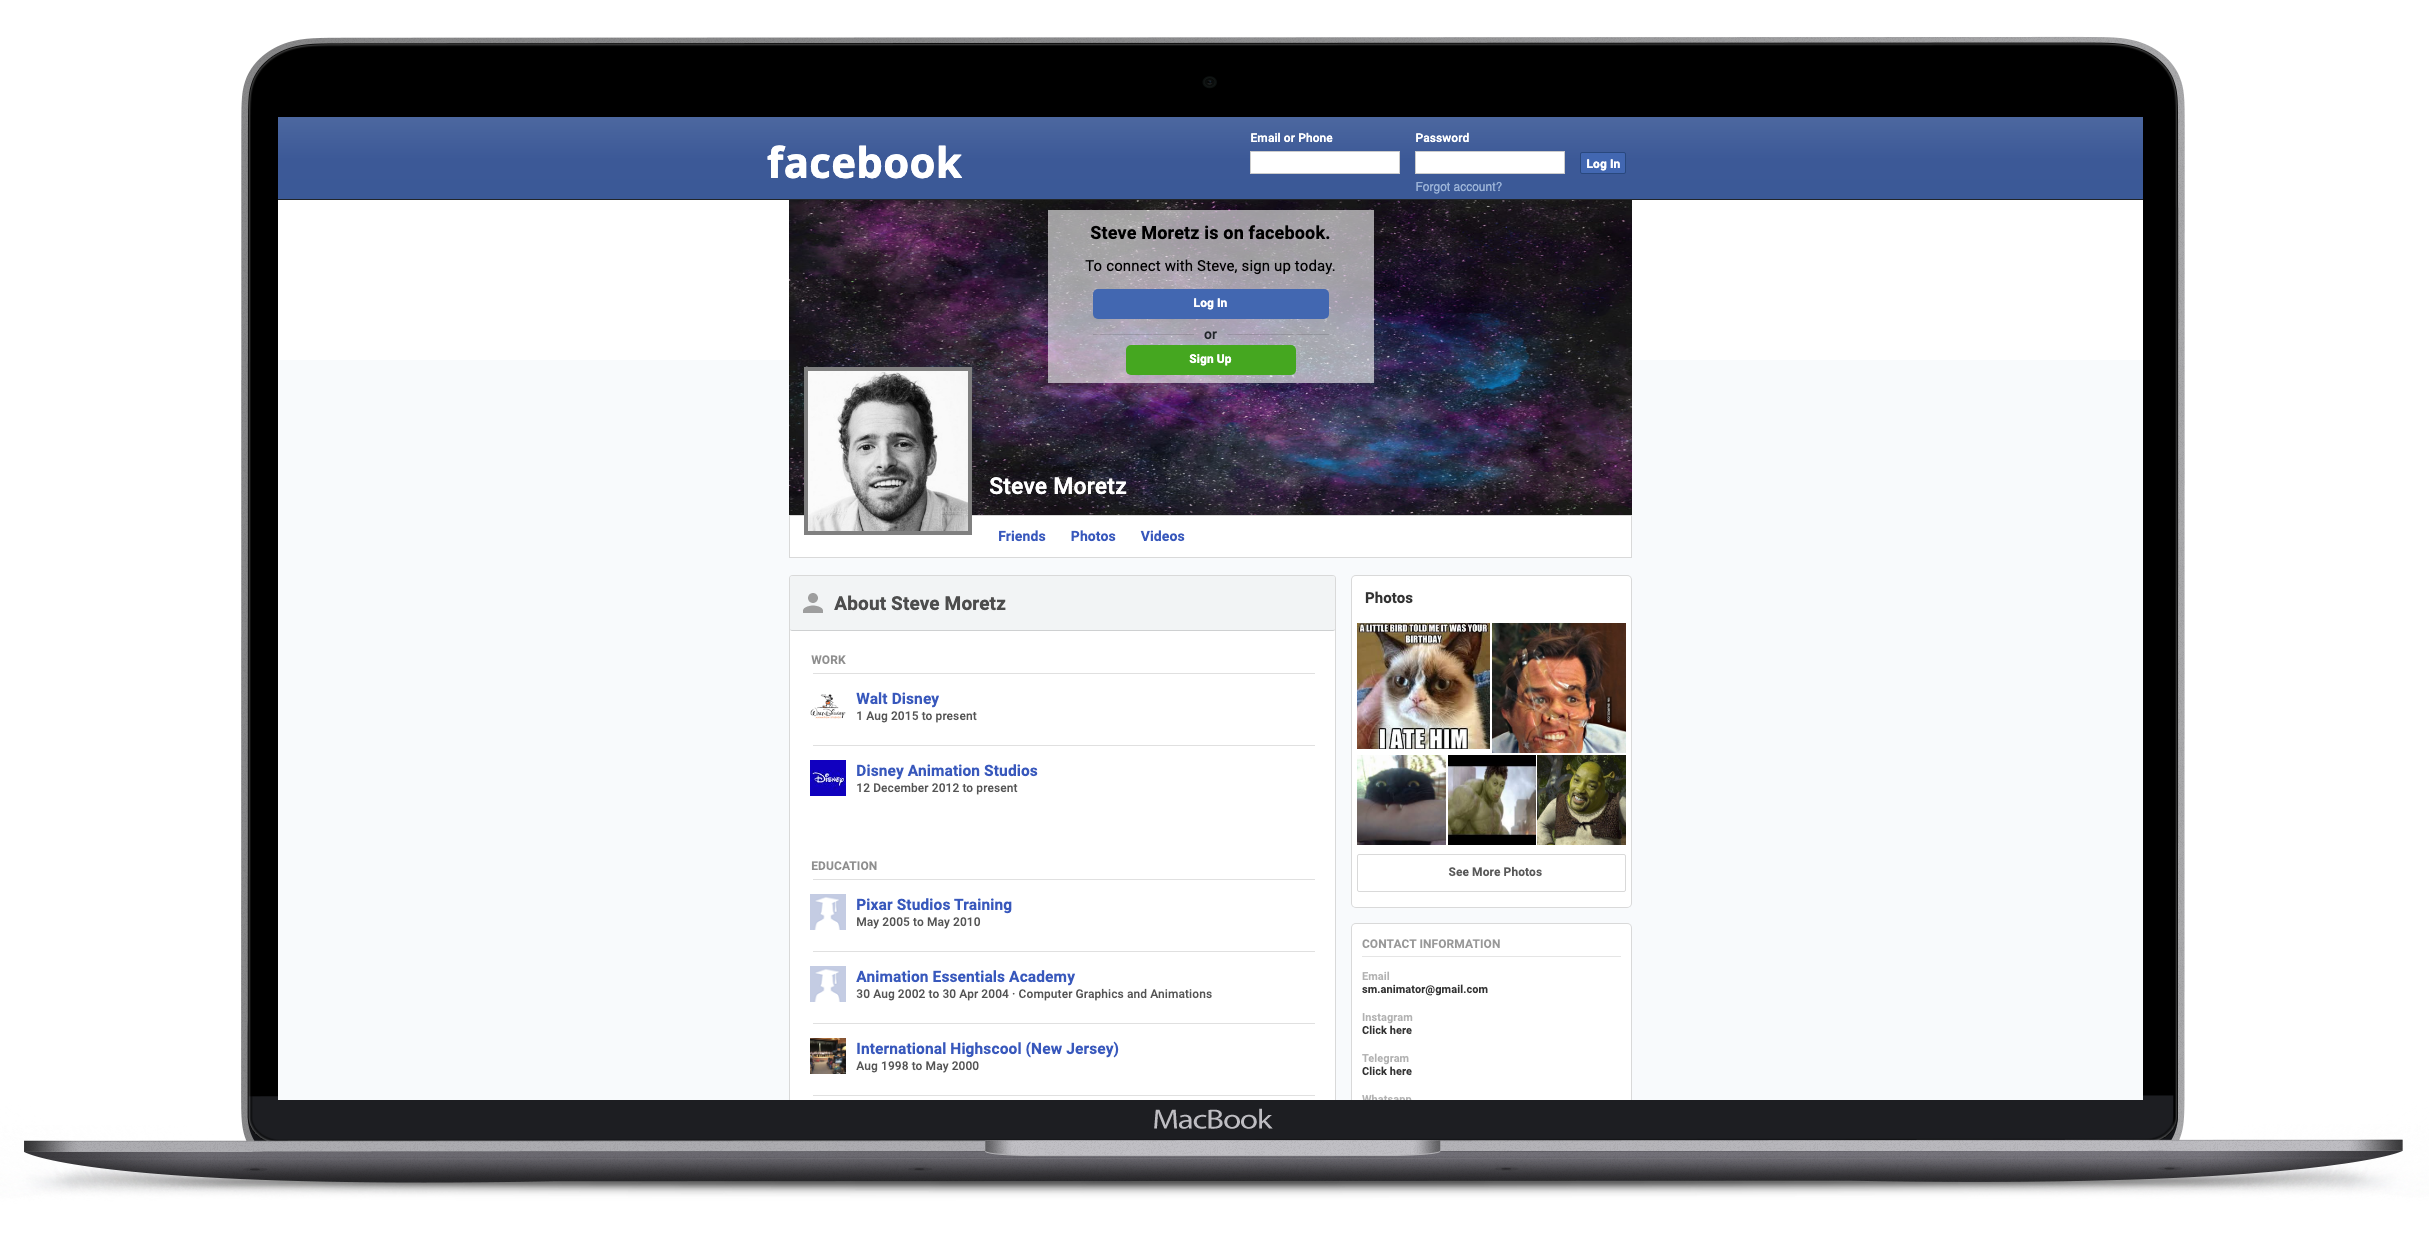 Email or Phone
Password
facebook
Log In
Forgot account?
Steve Moretz is on facebook.
To connect with Steve, sign up today.
Log In
or
Sign Up
Steve Moretz
Friends
Photos
Videos
About Steve Moretz
WORK
Walt Disney
Walt Disney
1 Aug 2015 to present
Disney
Disney Animation Studios
12 December 2012 to present
EDUCATION
Pixar Studios Training
May 2005 to May 2010
Animation Essentials Academy
30 Aug 2002 to 30 Apr 2004 · Computer Graphics and Animations
International Highscool (New Jersey)
Aug 1998 to May 2000
Photos
A LITTLE BIRD TOLD ME IT WAS YOUR
BIRTHDAY
I ATE HIM
See More Photos
CONTACT INFORMATION
Email
sm.animator@gmail.com
Instagram
Click here
Telegram
Click here
Whatsapp
MacBook